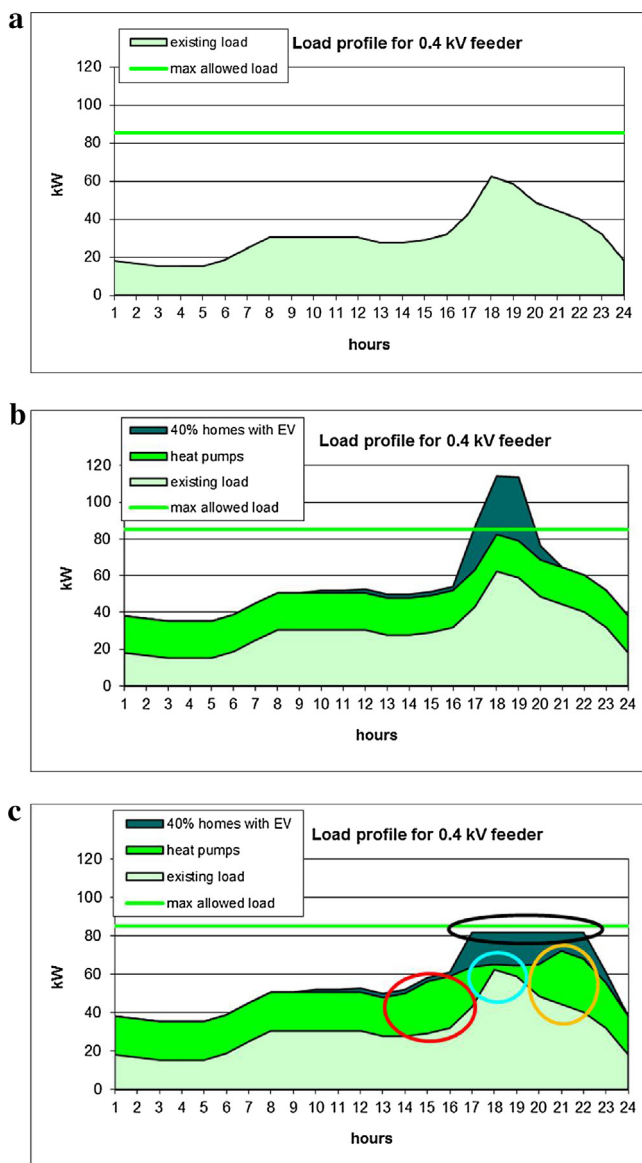 a
existing load
max allowed load
Load profile for 0.4 kV feeder
120
100
80
60
40
20
0
kW
1 2 3 4 5 6 7 8 9 10 11 12 13 14 15 16 17 18 19 20 21 22 23 24
hours
b
40% homes with EV
heat pumps
existing load
max allowed load
Load profile for 0.4 kV feeder
120
100
80
60
40
20
0
kW
1 2 3 4 5 6 7 8 9 10 11 12 13 14 15 16 17 18 19 20 21 22 23 24
hours
c
40% homes with EV
heat pumps
existing load
max allowed load
Load profile for 0.4 kV feeder
120
100
80
60
40
20
0
kW
1 2 3 4 5 6 7 8 9 10 11 12 13 14 15 16 17 18 19 20 21 22 23 24
hours